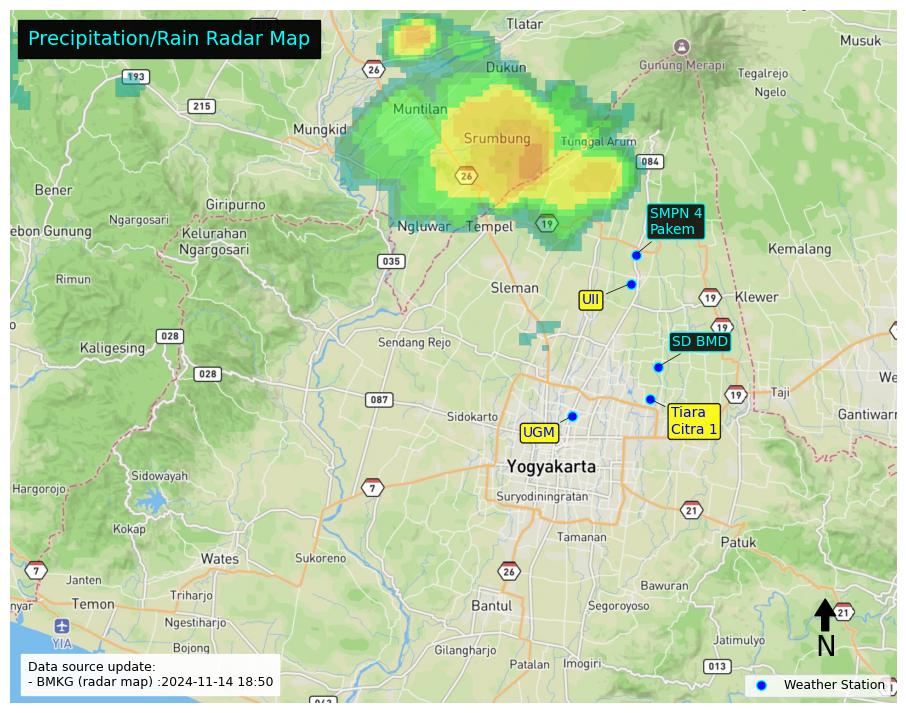 Precipitation/Rain Radar Map
Tlatar
Musuk
26
Gunung Merapi
Dukun
193
Tegalrejo
Ngelo
215
Muntilan
Mungkid
Srumbung
Tunggal Arum
084
26
Bener
Giripurno
SMPN 4
Pakem
Ngargosari
Ngluwar
Tempel
19
ebon Gunung
Kelurahan
Ngargosari
Kemalang
035
Rimun
Sleman
UII
19
Klewer
19
028
Kaligesing
Sendang Rejo
SD BMD
028
We
087
19
Taji
Sidokarto
Tiara
Citra 1
Gantiwarn
UGM
Yogyakarta
Sidowayah
Hargorojo
7
Suryodiningratan
21
Kokap
Tamanan
Patuk
Wates
Sukoreno
7
26
Janten
Bawuran
nyar
Temon
Triharjo
Bantul
Segoroyoso
21
Ngestiharjo
YIA
N
Bojong
Gilangharjo
Jatimulyo
Patalan
Imogiri
013
Data source update:
- BMKG (radar map) :2024-11-14 18:50
Weather Station